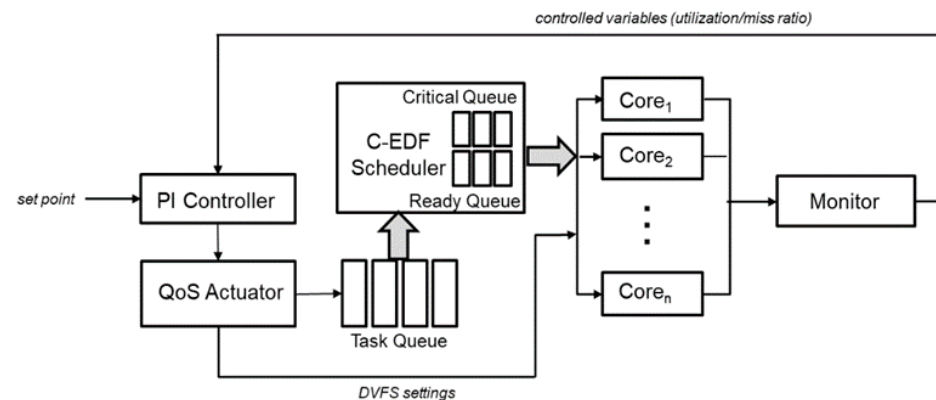 controlled variables (utilization/miss ratio)
Critical Queue
C-EDF
Scheduler
Ready Queue
Core1
Core2
Coren
set point
PI Controller
Monitor
QoS Actuator
Task Queue
DVFS settings